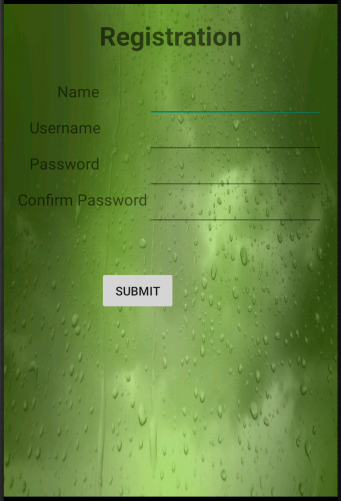 Registration
Name
Username
Password
Confirm Password
SUBMIT